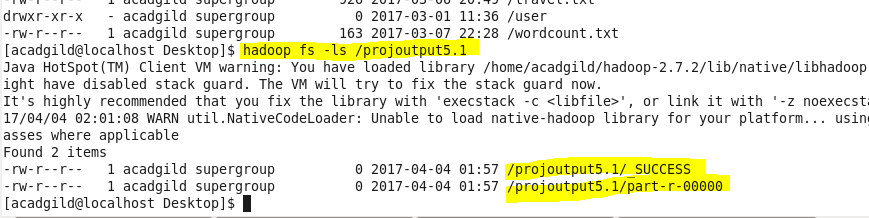 -rw-r--r--   1 acadgild supergroup        926 2017-03-06 20:49 /travel.txt
drwxr-xr-x   - acadgild supergroup          0 2017-03-01 11:36 /user
-rw-r--r--   1 acadgild supergroup        163 2017-03-07 22:28 /wordcount.txt
[acadgild@localhost Desktop]$ hadoop fs -ls /projoutput5.1
Java HotSpot(TM) Client VM warning: You have loaded library /home/acadgild/hadoop-2.7.2/lib/native/libhadoop
ight have disabled stack guard. The VM will try to fix the stack guard now.
It's highly recommended that you fix the library with 'execstack -c <libfile>', or link it with '-z noexecsta
17/04/04 02:01:08 WARN util.NativeCodeLoader: Unable to load native-hadoop library for your platform... using
asses where applicable
Found 2 items
-rw-r--r--   1 acadgild supergroup          0 2017-04-04 01:57 /projoutput5.1/_SUCCESS
-rw-r--r--   1 acadgild supergroup          0 2017-04-04 01:57 /projoutput5.1/part-r-00000
[acadgild@localhost Desktop]$